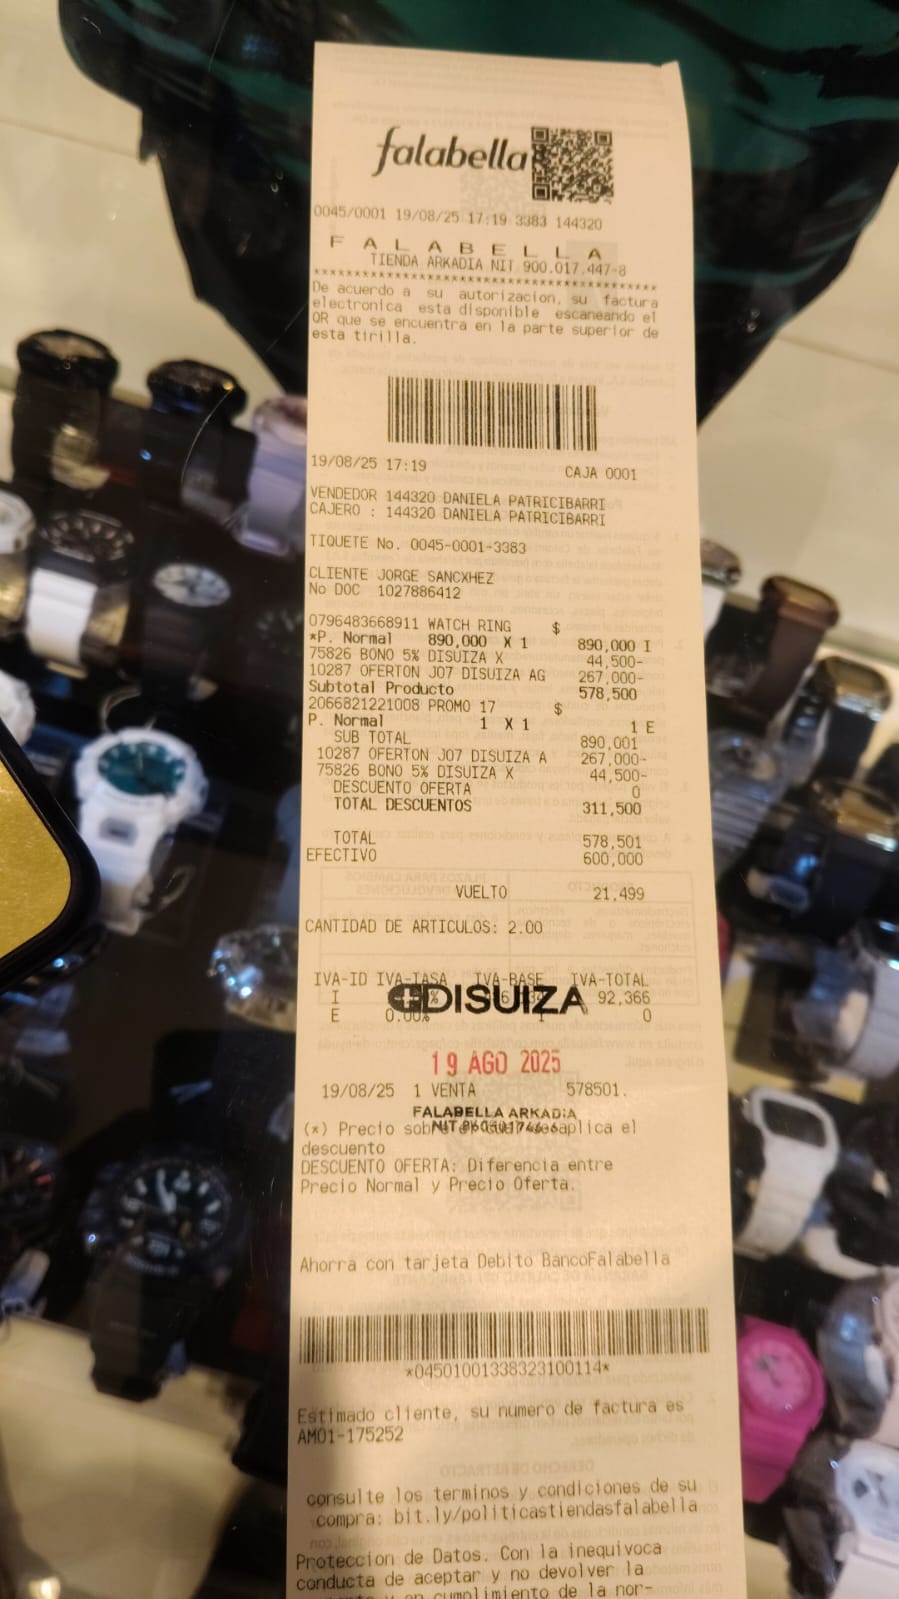 falabella
0045/0001 19/08/25 17:19 3383 144320
F A L A B E L L A
TIENDA ARKADIA NIT 900.017.447-8
****************************************************
De acuerdo a su autorizacion, su factura
electronica esta disponible escaneando el
QR que se encuentra en la parte superior de
esta tirilla.
19/08/25 17:19 CAJA 0001
VENDEDOR 144320 DANIELA PATRICIBARRI
CAJERO : 144320 DANIELA PATRICIBARRI
TIQUETE No. 0045-0001-3383
CLIENTE JORGE SANCXHEZ
No DOC 1027886412
0796483668911 WATCH RING $
*P. Normal 890,000 X 1 890,000 I
75826 BONO 5% DISUIZA X 44,500-
10287 OFERTON J07 DISUIZA AG 267,000-
Subtotal Producto 578,500
2066821221008 PROMO 17 $
P. Normal 1 X 1 1 E
SUB TOTAL 890,001
10287 OFERTON J07 DISUIZA A 267,000-
75826 BONO 5% DISUIZA X 44,500-
DESCUENTO OFERTA 0
TOTAL DESCUENTOS 311,500
TOTAL 578,501
EFECTIVO 600,000
VUELTO 21,499
CANTIDAD DE ARTICULOS: 2.00
IVA-ID IVA-TASA IVA-BASE IVA-TOTAL
I 92,366
DISUIZA
E 0.00% 1 0
19 AGO 2025
19/08/25 1 VENTA 578501.
FALABELLA ARKADIA
(*) Precio aplica el
descuento
DESCUENTO OFERTA: Diferencia entre
Precio Normal y Precio Oferta.
Ahorra con tarjeta Debito BancoFalabella
*04501001338323100114*
Estimado cliente, su numero de factura es
AM01-175252
consulte los terminos y condiciones de su
compra: bit.ly/politicastiendasfalabella
Proteccion de Datos. Con la inequivoca
conducta de aceptar y no devolver la
en cumplimiento de la nor-